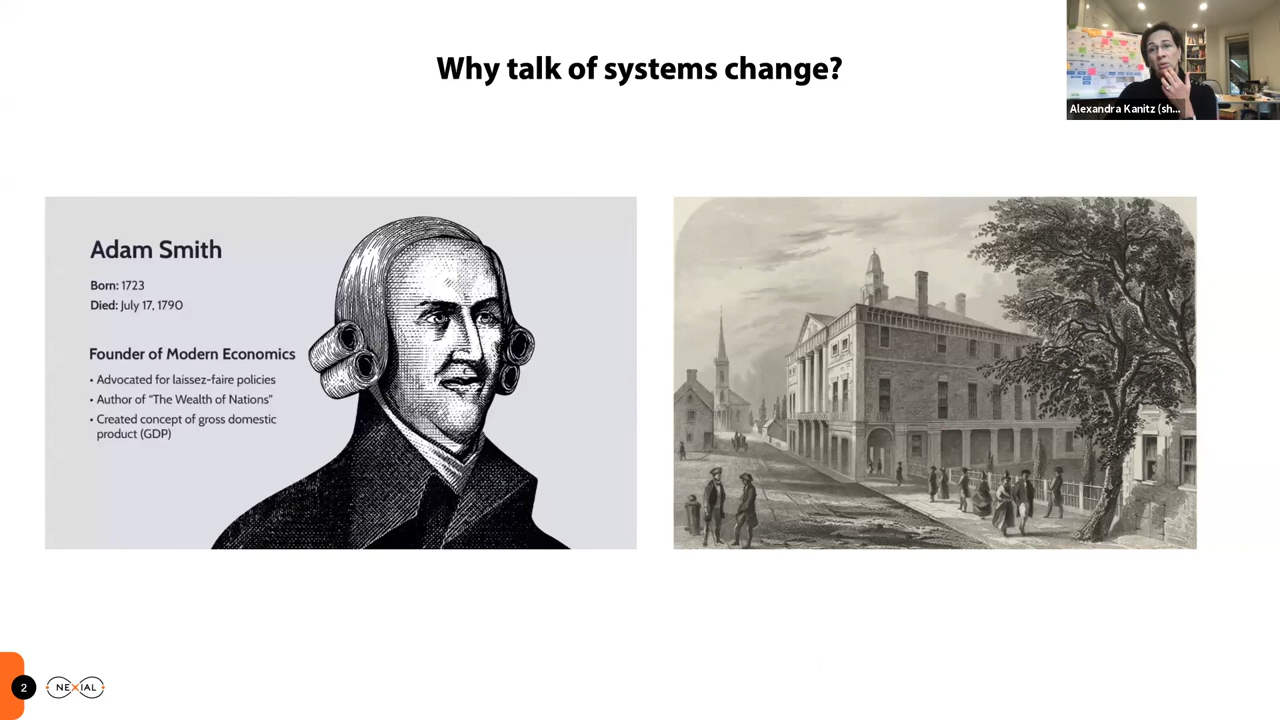 Why talk of systems change?
Alexandra Kanitz (sh...
Adam Smith
Born: 1723
Died: July 17, 1790
Founder of Modern Economics
• Advocated for laissez-faire policies
• Author of "The Wealth of Nations"
• Created concept of gross domestic
product (GDP)
2
NEXIAL